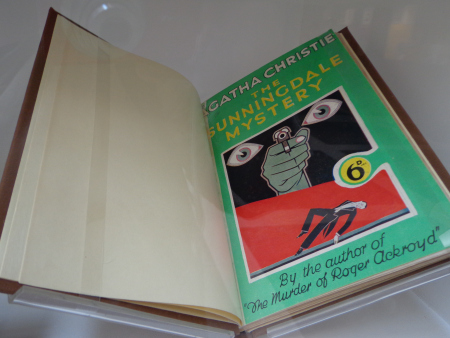 AGATHA CHRISTIE
THE
SUNNINGDALE
MYSTERY
6D.
By the author of
"The Murder of Roger Ackroyd"